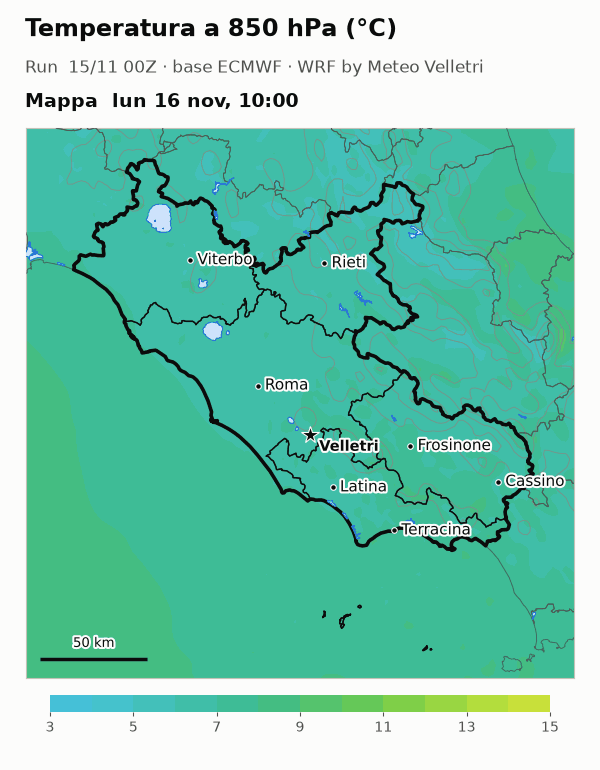 Temperatura a 850 hPa (°C)
Run  15/11 00Z · base ECMWF · WRF by Meteo Velletri
Mappa  lun 16 nov, 10:00
Viterbo
Rieti
Roma
Velletri
Frosinone
Latina
Cassino
Terracina
50 km
3 5 7 9 11 13 15